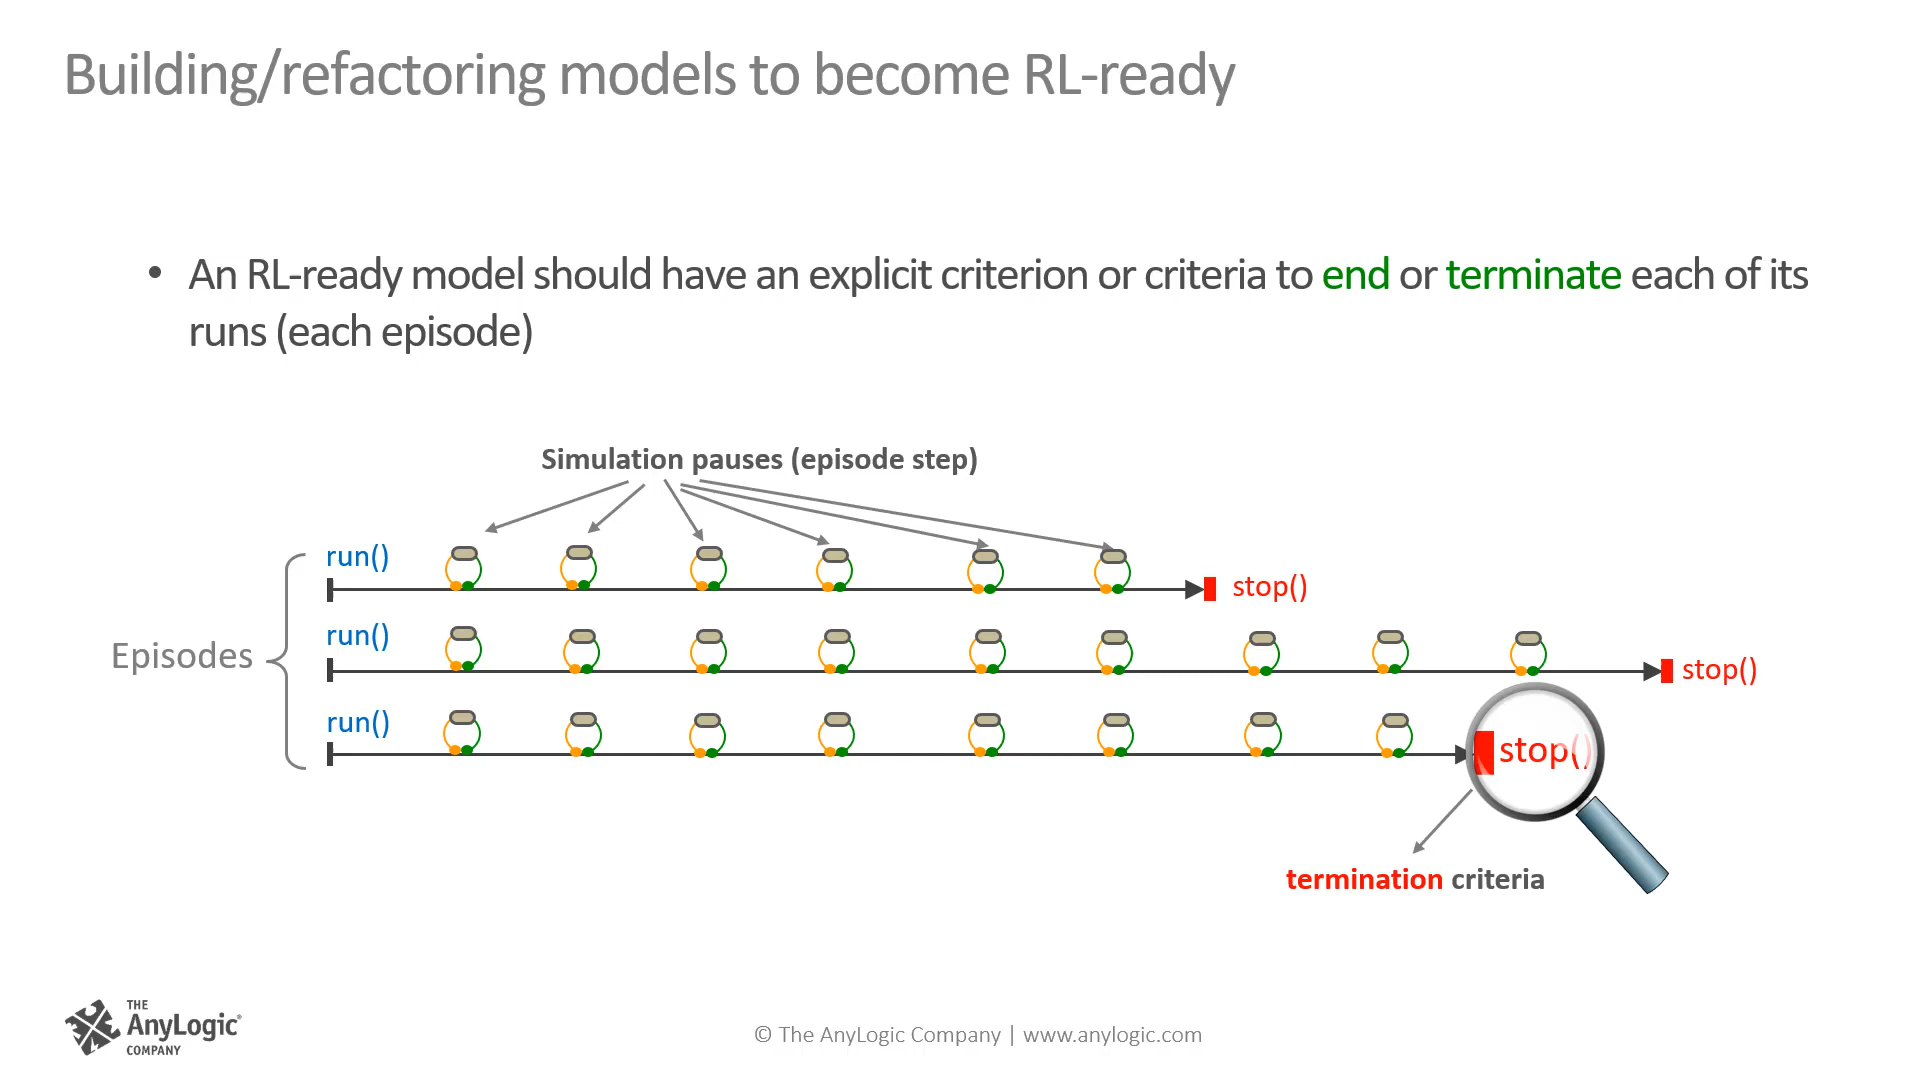 Building/refactoring models to become RL-ready
• An RL-ready model should have an explicit criterion or criteria to end or terminate each of its
runs (each episode)
Simulation pauses (episode step)
run()
stop()
Episodes
run()
stop()
run()
stop()
termination criteria
THE
AnyLogic®
COMPANY
© The AnyLogic Company | www.anylogic.com